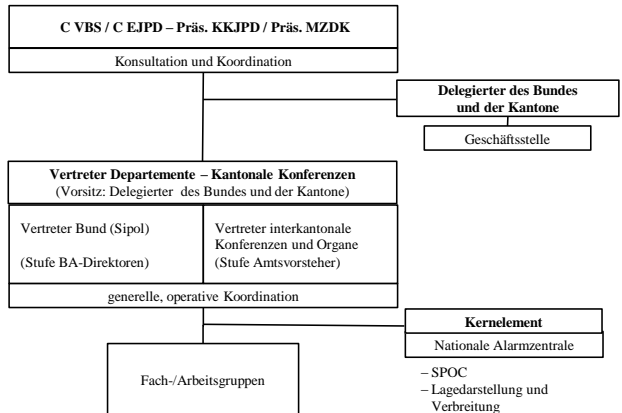 C VBS / C EJPD – Präs. KKJPD / Präs. MZDK
Konsultation und Koordination
Delegierter des Bundes
und der Kantone
Geschäftsstelle
Vertreter Departemente – Kantonale Konferenzen
(Vorsitz: Delegierter des Bundes und der Kantone)
Vertreter Bund (Sipol)
(Stufe BA-Direktoren)
Vertreter interkantonale
Konferenzen und Organe
(Stufe Amtsvorsteher)
generelle, operative Koordination
Kernelement
Nationale Alarmzentrale
– SPOC
– Lagedarstellung und
Verbreitung
Fach-/Arbeitsgruppen